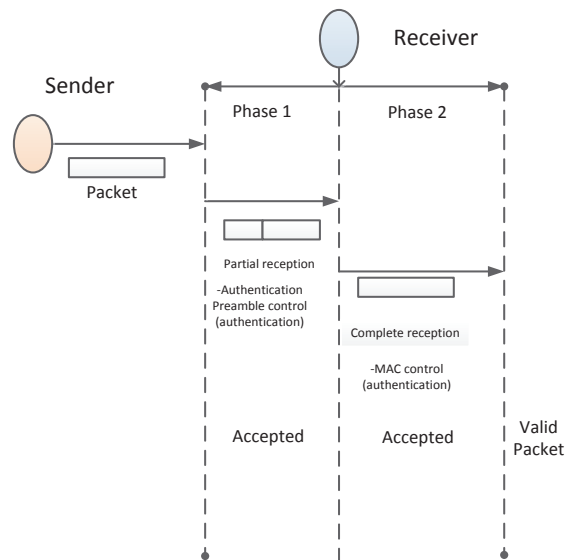 Receiver
Sender
Phase 1
Phase 2
Packet
Partial reception
-Authentication
Preamble control
(authentication)
Complete reception
-MAC control
(authentication)
Accepted
Accepted
Valid
Packet